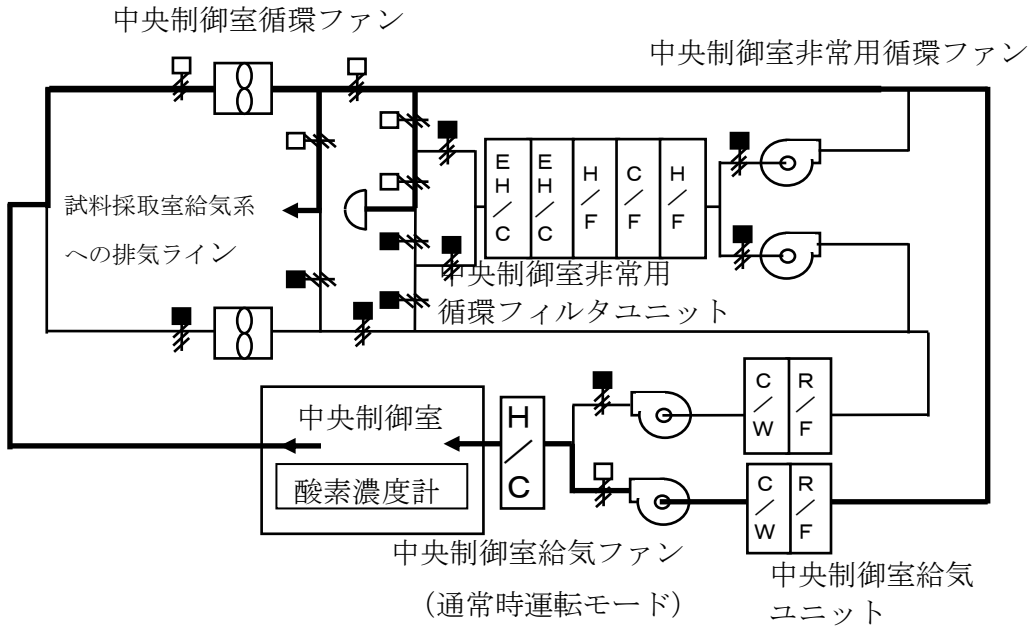 中央制御室循環ファン
中央制御室非常用循環ファン
EH/C
EH/C
H/F
C/F
H/F
試料採取室給気系
への排気ライン
中央制御室非常用
循環フィルタユニット
中央制御室
酸素濃度計
H/C
C/W
R/F
C/W
R/F
中央制御室給気ファン
(通常時運転モード)
中央制御室給気
ユニット